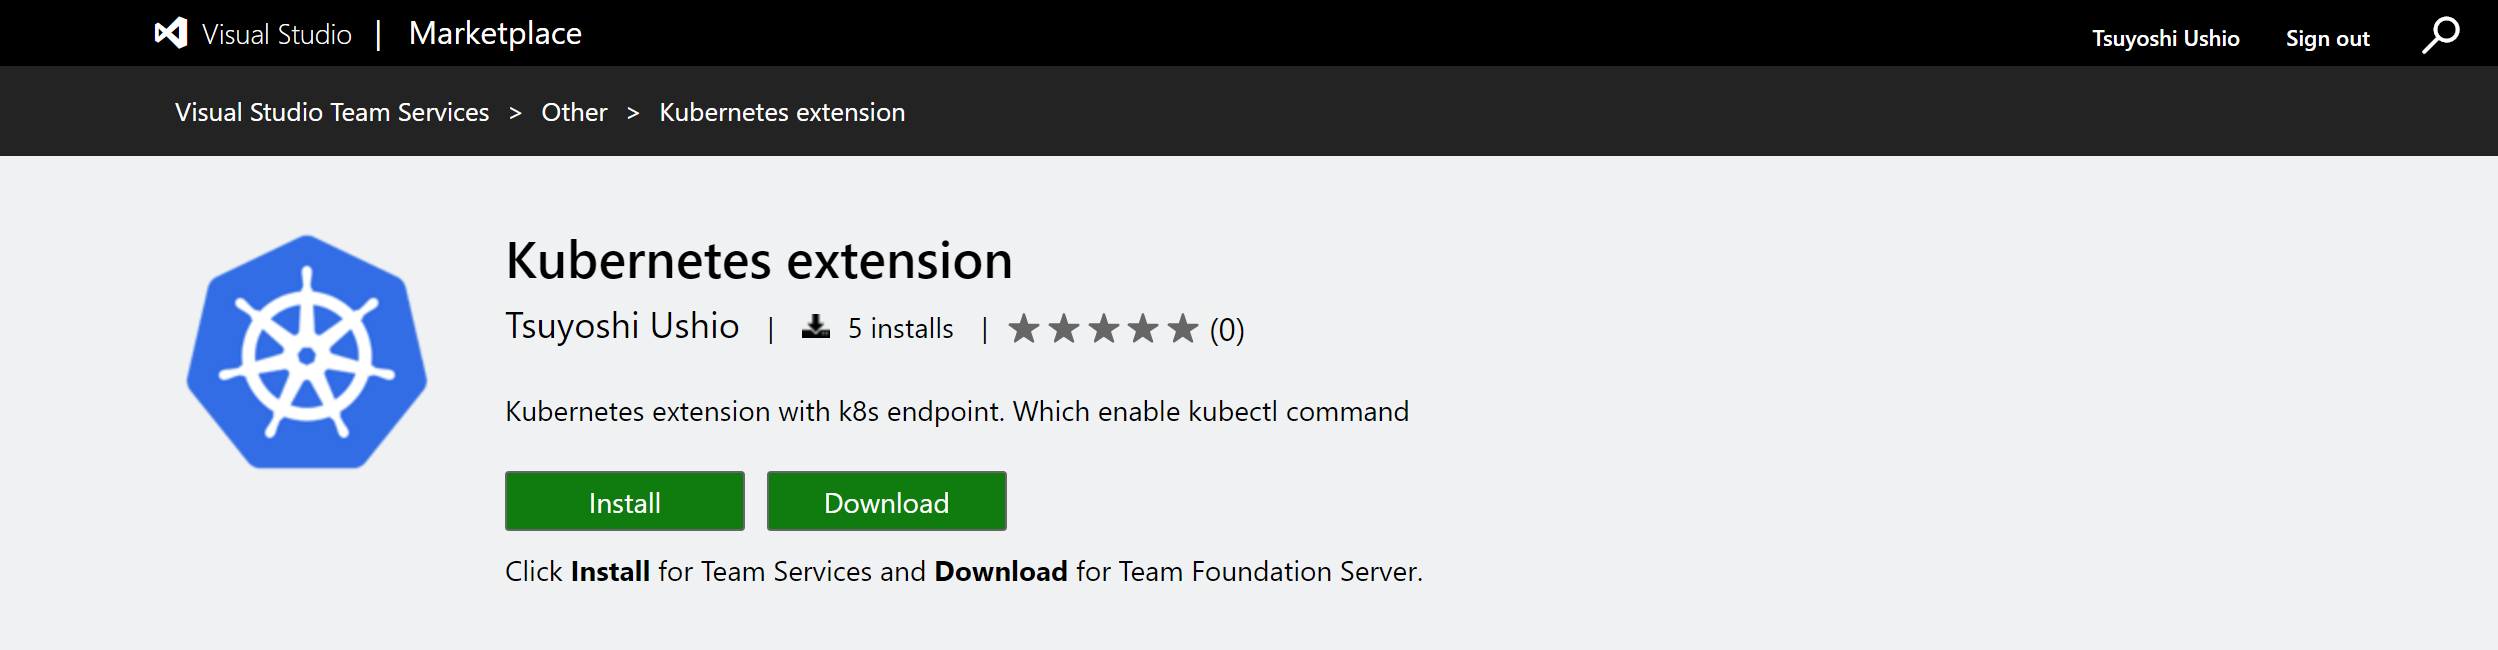 Visual Studio | Marketplace
Tsuyoshi Ushio Sign out
Visual Studio Team Services > Other > Kubernetes extension
Kubernetes extension
Tsuyoshi Ushio | 5 installs | (0)
Kubernetes extension with k8s endpoint. Which enable kubectl command
Install Download
Click Install for Team Services and Download for Team Foundation Server.